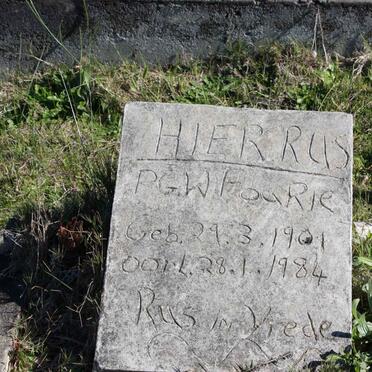 HIER RUS
P.G.W FouRie
Geb. 29.3.1901
OORL. 28.1.1984
Rus in Vrede